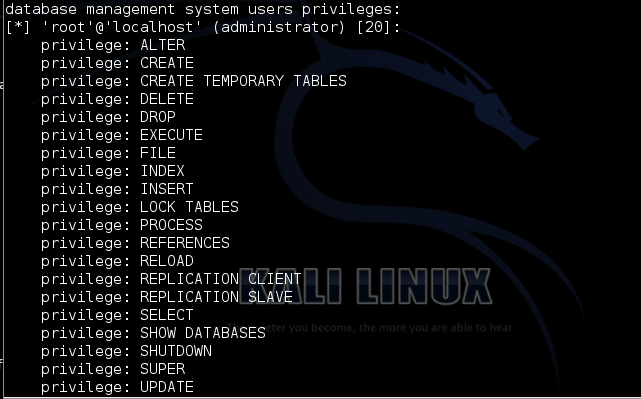 database management system users privileges:
[*] 'root'@'localhost' (administrator) [20]:
privilege: ALTER
privilege: CREATE
privilege: CREATE TEMPORARY TABLES
privilege: DELETE
privilege: DROP
privilege: EXECUTE
privilege: FILE
privilege: INDEX
privilege: INSERT
privilege: LOCK TABLES
privilege: PROCESS
privilege: REFERENCES
privilege: RELOAD
privilege: REPLICATION CLIENT
privilege: REPLICATION SLAVE
privilege: SELECT
privilege: SHOW DATABASES
privilege: SHUTDOWN
privilege: SUPER
privilege: UPDATE
KALI LINUX
you become, the more you are able to hear